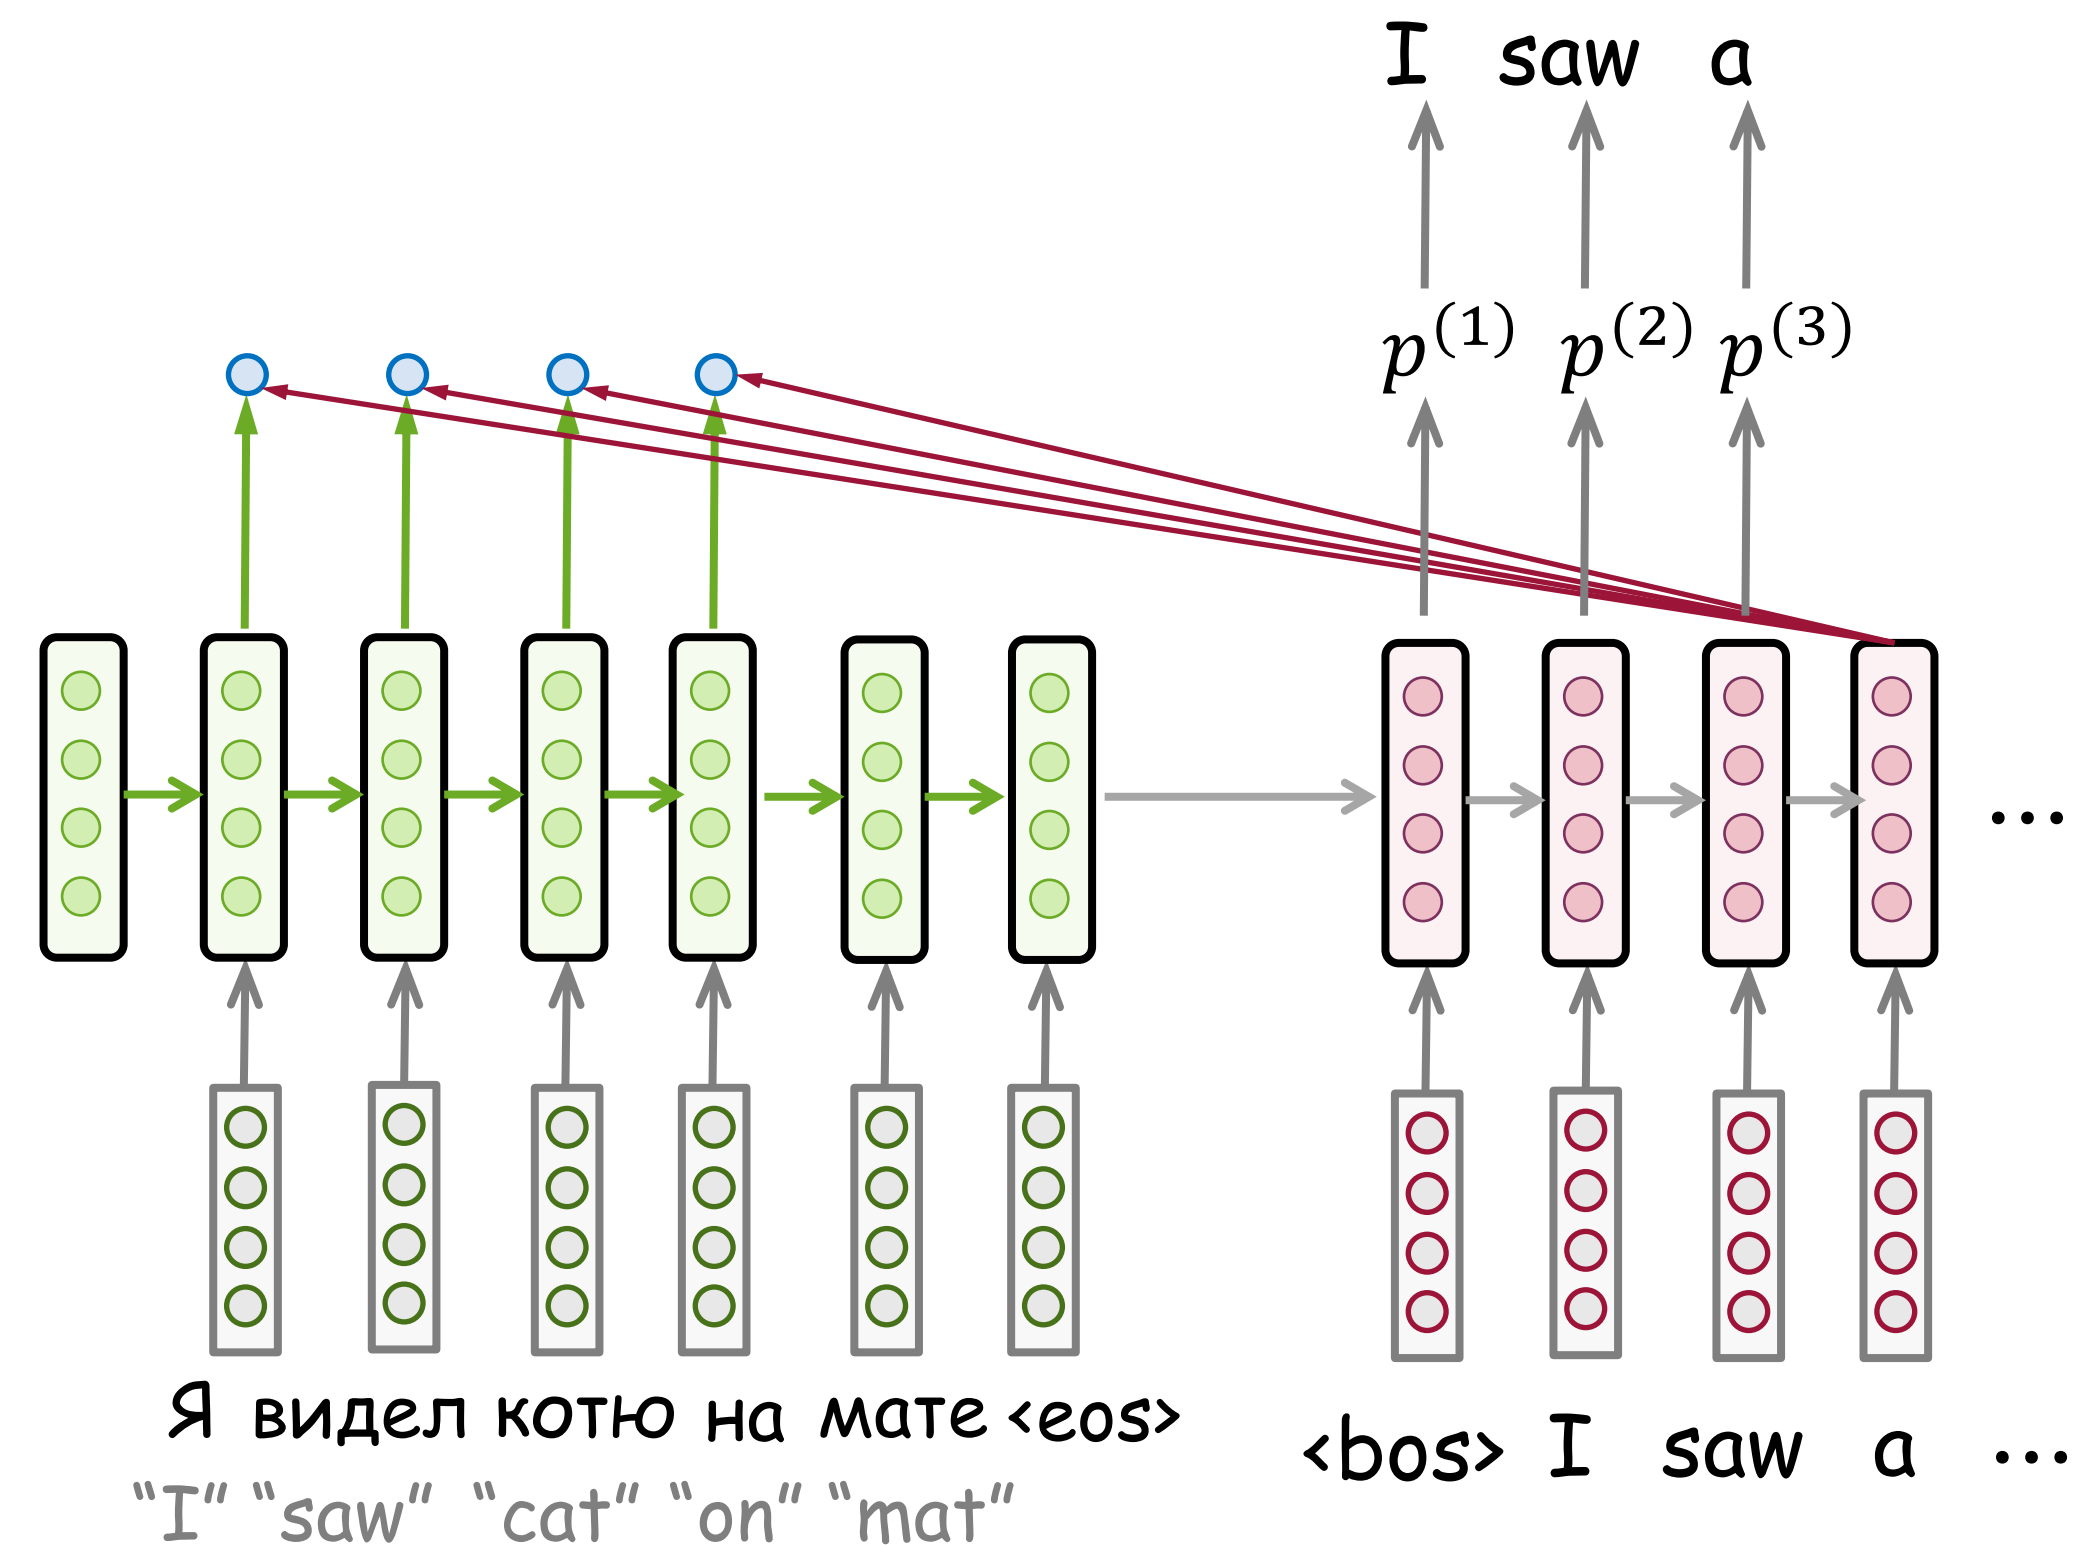 I saw a
p^(1) p^(2) p^(3)
...
Я видел котю на мате <eos>
<bos> I saw a ...
“I“ “saw“ “cat“ “on“ “mat“